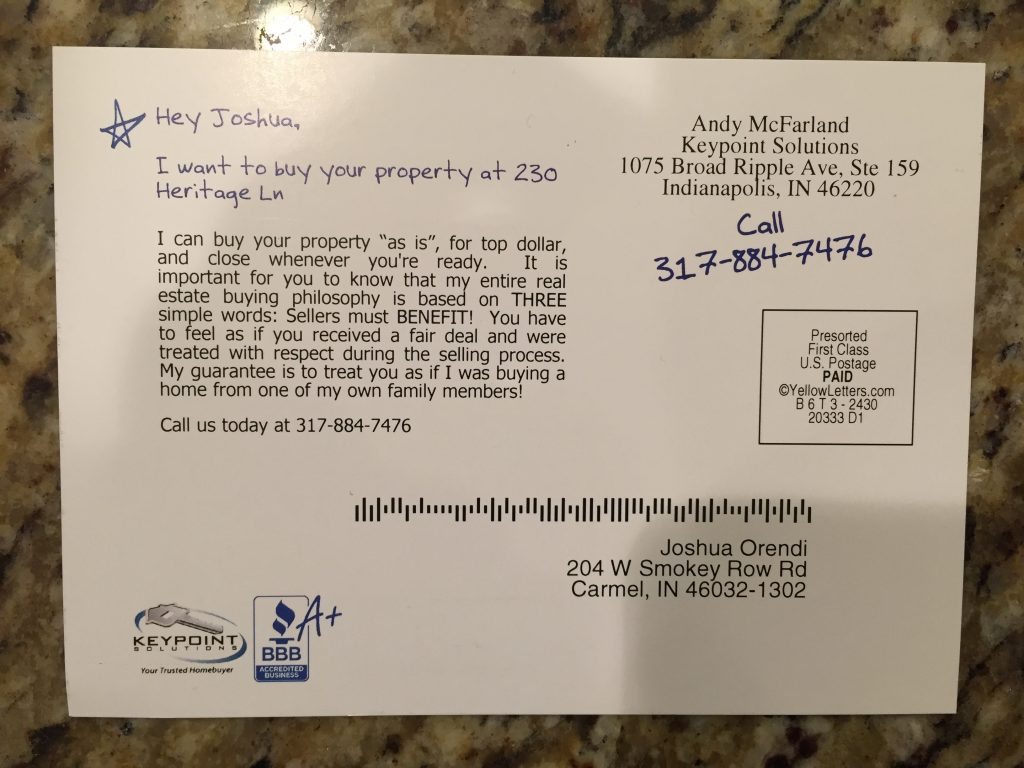 Hey Joshua,
I want to buy your property at 230
Heritage Ln
I can buy your property "as is", for top dollar,
and close whenever you're ready. It is
important for you to know that my entire real
estate buying philosophy is based on THREE
simple words: Sellers must BENEFIT! You have
to feel as if you received a fair deal and were
treated with respect during the selling process.
My guarantee is to treat you as if I was buying a
home from one of my own family members!
Call us today at 317-884-7476
Andy McFarland
Keypoint Solutions
1075 Broad Ripple Ave, Ste 159
Indianapolis, IN 46220
Call
317-884-7476
Presorted
First Class
U.S. Postage
PAID
©YellowLetters.com
B 6 T 3 - 2430
20333 D1
Joshua Orendi
204 W Smokey Row Rd
Carmel, IN 46032-1302
KEYPOINT
SOLUTIONS
Your Trusted Homebuyer
A+
BBB
ACCREDITED
BUSINESS